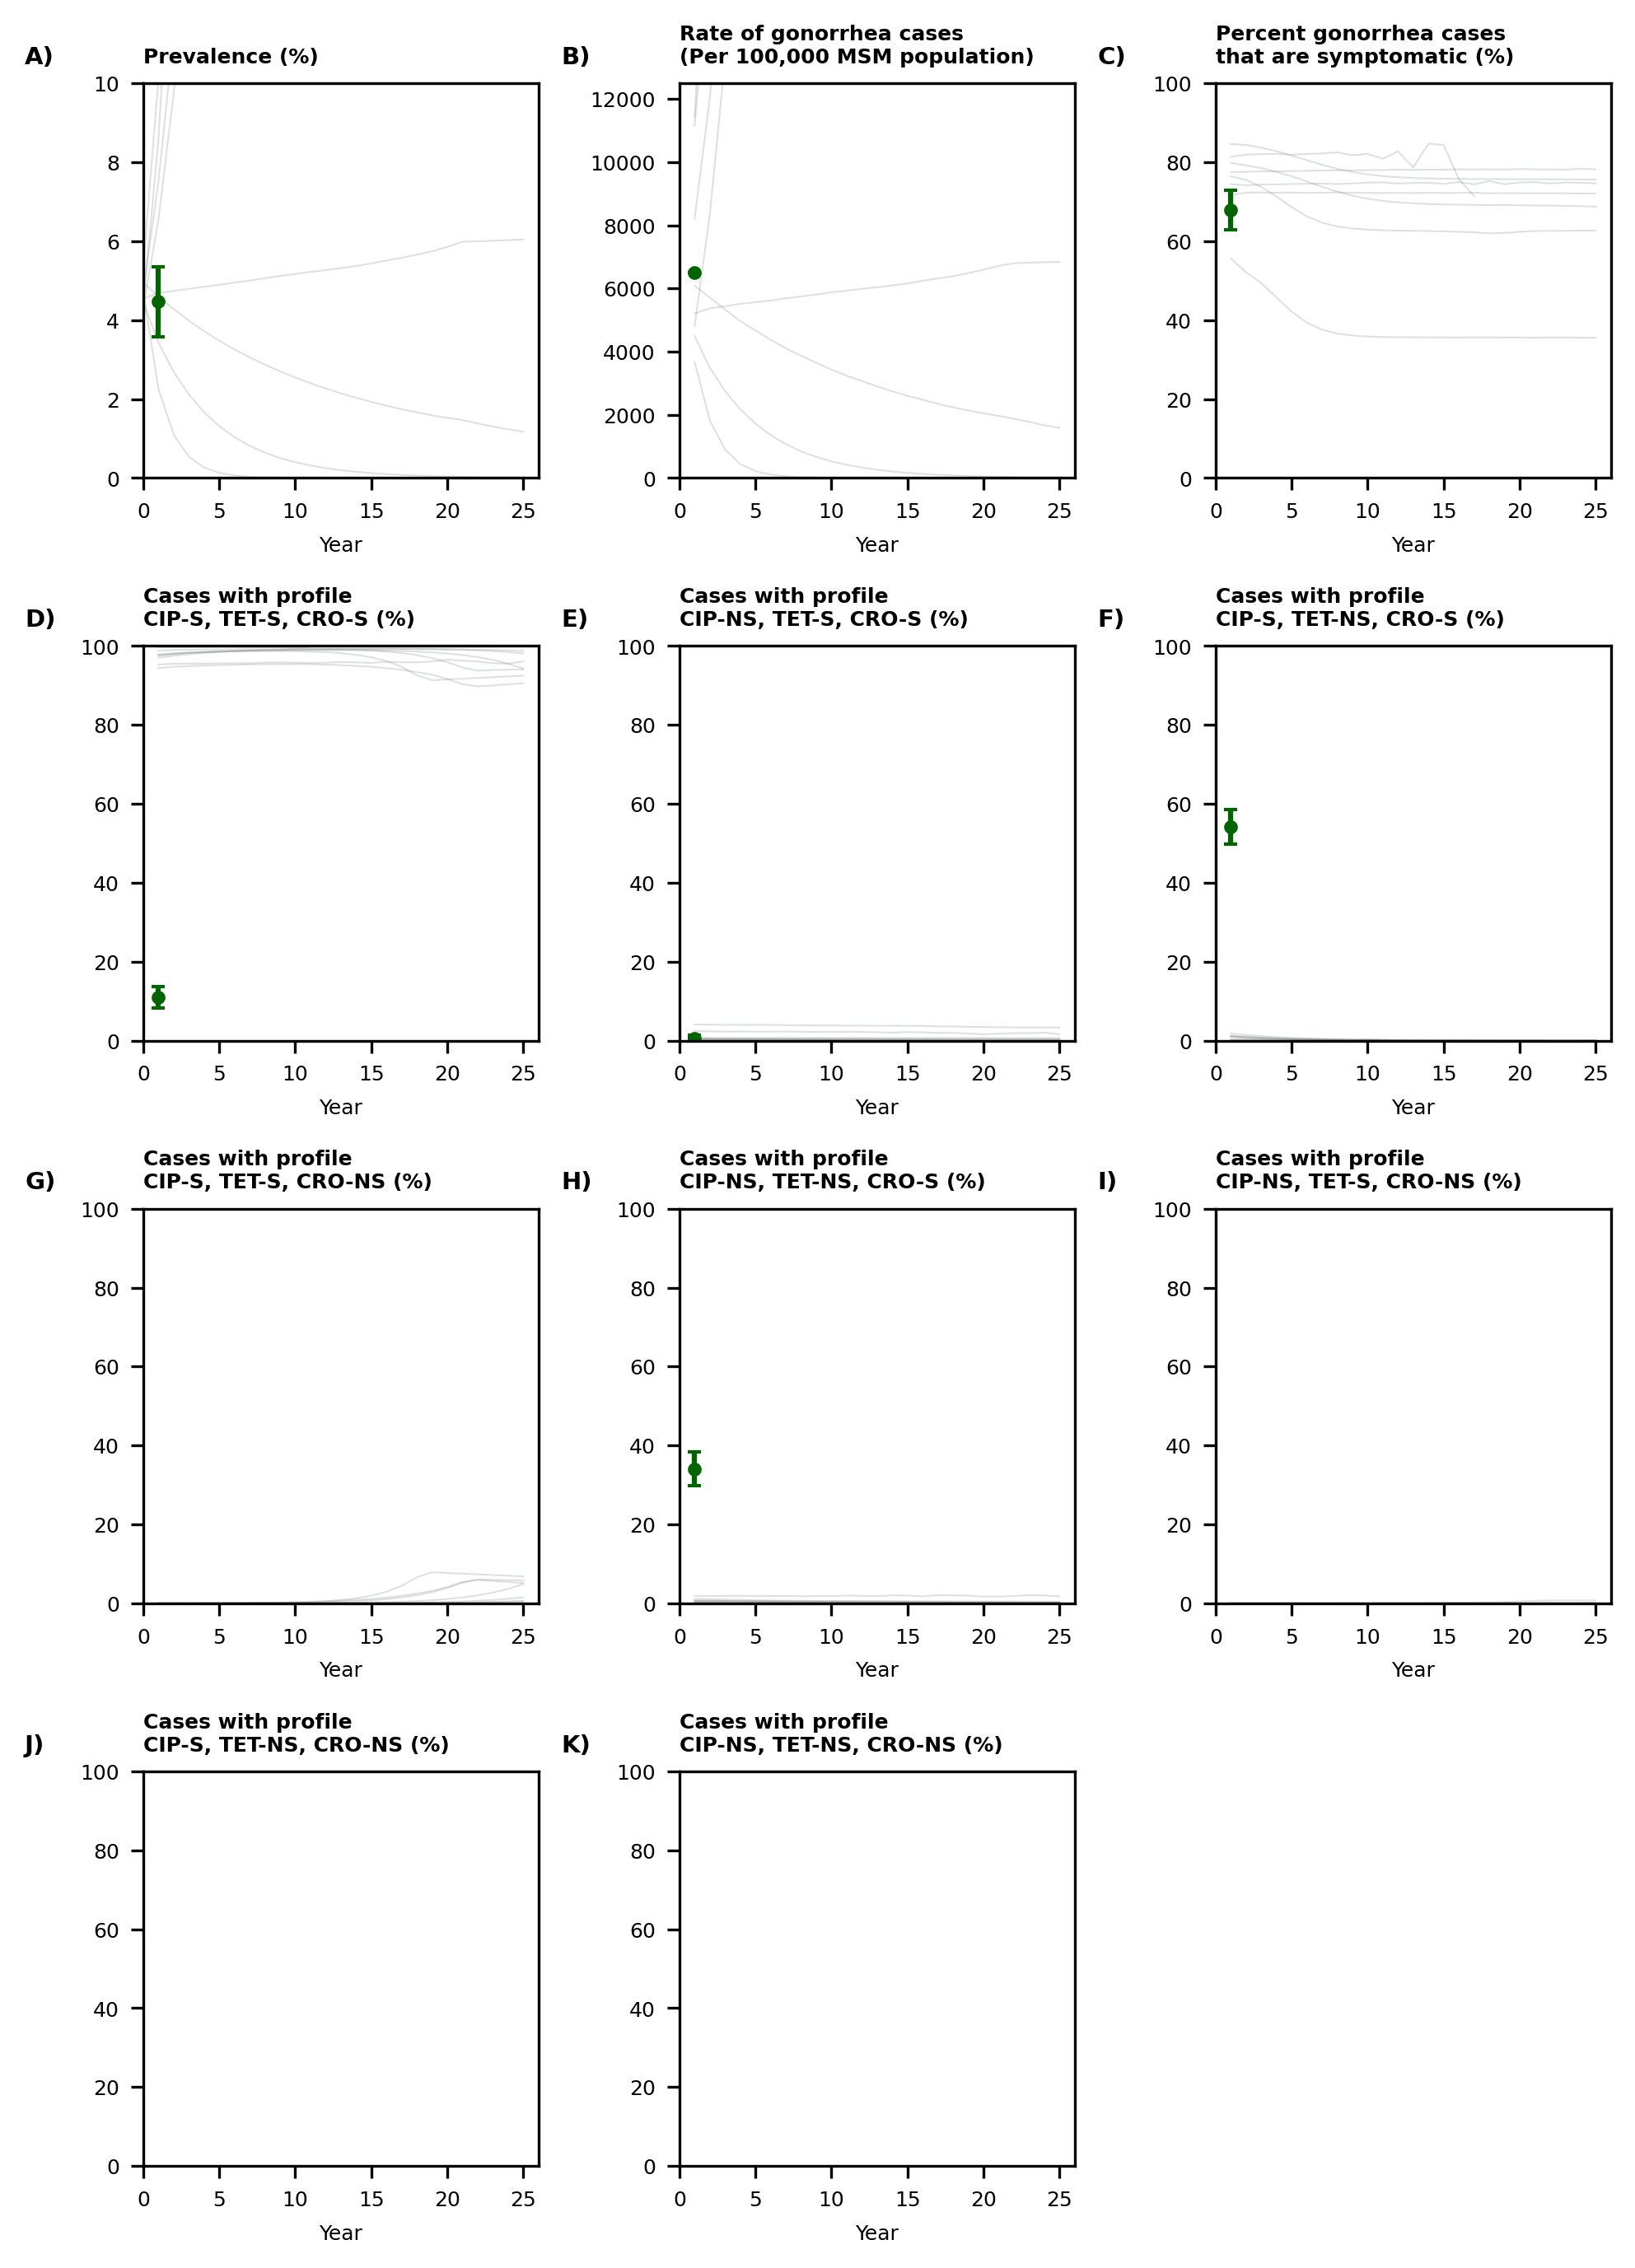 A)
Prevalence (%)
10
8
6
4
2
0
0 5 10 15 20 25
Year
B)
Rate of gonorrhea cases
(Per 100,000 MSM population)
12000
10000
8000
6000
4000
2000
0
0 5 10 15 20 25
Year
C)
Percent gonorrhea cases
that are symptomatic (%)
100
80
60
40
20
0
0 5 10 15 20 25
Year
D)
Cases with profile
CIP-S, TET-S, CRO-S (%)
100
80
60
40
20
0
0 5 10 15 20 25
Year
E)
Cases with profile
CIP-NS, TET-S, CRO-S (%)
100
80
60
40
20
0
0 5 10 15 20 25
Year
F)
Cases with profile
CIP-S, TET-NS, CRO-S (%)
100
80
60
40
20
0
0 5 10 15 20 25
Year
G)
Cases with profile
CIP-S, TET-S, CRO-NS (%)
100
80
60
40
20
0
0 5 10 15 20 25
Year
H)
Cases with profile
CIP-NS, TET-NS, CRO-S (%)
100
80
60
40
20
0
0 5 10 15 20 25
Year
I)
Cases with profile
CIP-NS, TET-S, CRO-NS (%)
100
80
60
40
20
0
0 5 10 15 20 25
Year
J)
Cases with profile
CIP-S, TET-NS, CRO-NS (%)
100
80
60
40
20
0
0 5 10 15 20 25
Year
K)
Cases with profile
CIP-NS, TET-NS, CRO-NS (%)
100
80
60
40
20
0
0 5 10 15 20 25
Year